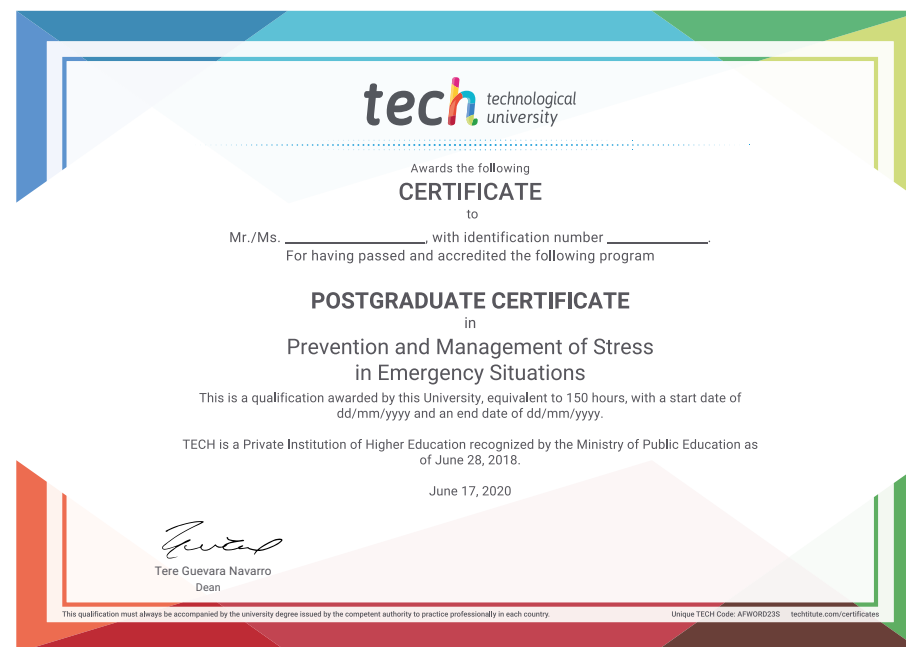 tech technological
university
Awards the following
CERTIFICATE
to
Mr./Ms. ____________________, with identification number ______________.
For having passed and accredited the following program
POSTGRADUATE CERTIFICATE
in
Prevention and Management of Stress
in Emergency Situations
This is a qualification awarded by this University, equivalent to 150 hours, with a start date of
dd/mm/yyyy and an end date of dd/mm/yyyy.
TECH is a Private Institution of Higher Education recognized by the Ministry of Public Education as
of June 28, 2018.
June 17, 2020
Tere Guevara Navarro
Dean
This qualification must always be accompanied by the university degree issued by the competent authority to practice professionally in each country.
Unique TECH Code: AFWORD23S techtitute.com/certificates